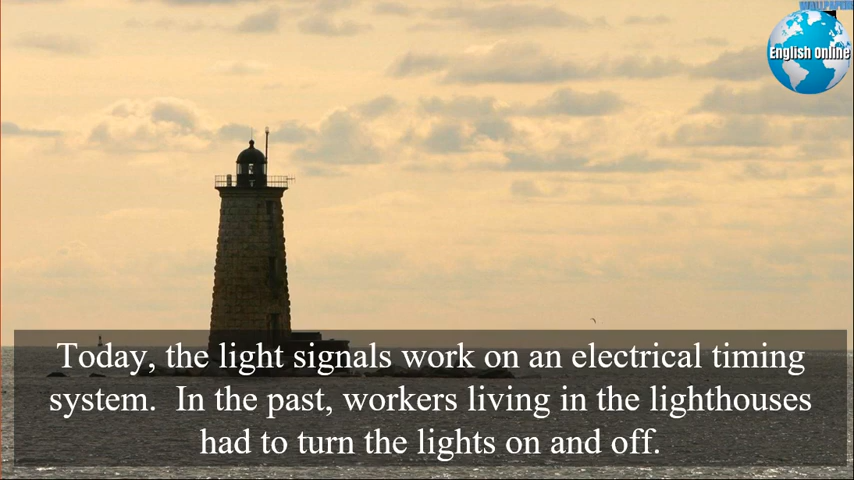 English online
Today, the light signals work on an electrical timing
system.  In the past, workers living in the lighthouses
had to turn the lights on and off.